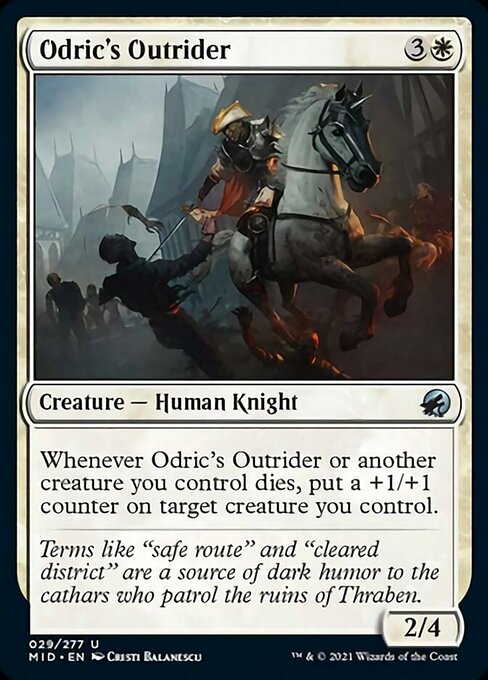 Odric's Outrider 3
Creature — Human Knight
Whenever Odric's Outrider or another
creature you control dies, put a +1/+1
counter on target creature you control.
Terms like “safe route” and “cleared
district” are a source of dark humor to the
cathars who patrol the ruins of Thraben.
2/4
029/277 U
MID • EN Cristi Balanescu
™ & © 2021 Wizards of the Coast